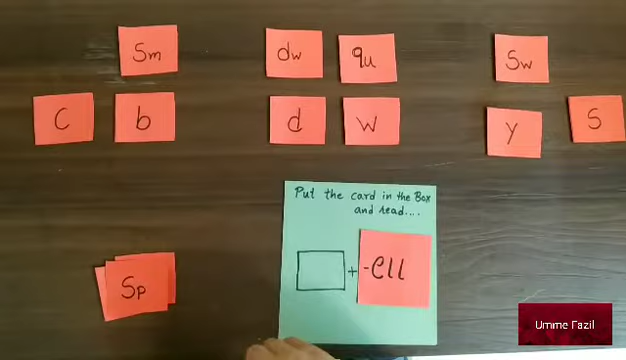 Sm dw qu Sw
C b d w y S
Put the card in the Box
and read....
+ -ell
Sp
Umme Fazil